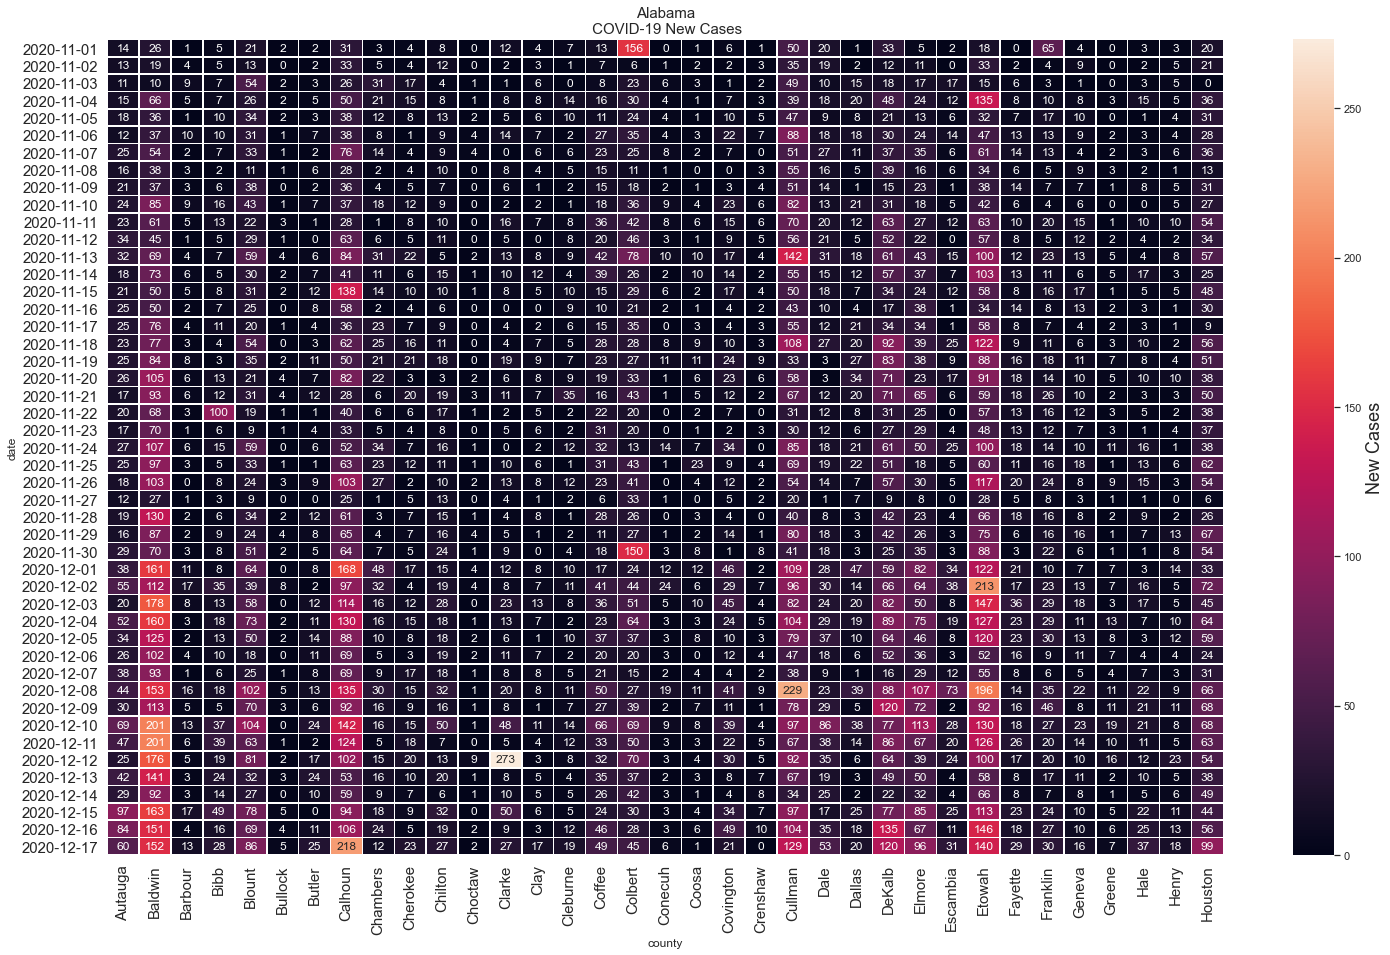 Alabama
COVID-19 New Cases
2020-11-01 14 26 1 5 21 2 2 31 3 4 8 0 12 4 7 13 156 0 1 6 1 50 20 1 33 5 2 18 0 65 4 0 3 3 20
2020-11-02 13 19 4 5 13 0 2 33 5 4 12 0 2 3 1 7 6 1 2 2 3 35 19 2 12 11 0 33 2 4 9 0 2 5 21
2020-11-03 11 10 9 7 54 2 3 26 31 17 4 1 1 6 0 8 23 6 3 1 2 49 10 15 18 17 17 15 6 3 1 0 3 5 0
2020-11-04 15 66 5 7 26 2 5 50 21 15 8 1 8 8 14 16 30 4 1 7 3 39 18 20 48 24 12 135 8 10 8 3 15 5 36
2020-11-05 18 36 1 10 34 2 3 38 12 8 13 2 5 6 10 11 24 4 1 10 5 47 9 8 21 13 6 32 7 17 10 0 1 4 31
2020-11-06 12 37 10 10 31 1 7 38 8 1 9 4 14 7 2 27 35 4 3 22 7 88 18 18 30 24 14 47 13 13 9 2 3 4 28
2020-11-07 25 54 2 7 33 1 2 76 14 4 9 4 0 6 6 23 25 8 2 7 0 51 27 11 37 35 6 61 14 13 4 2 3 6 36
2020-11-08 16 38 3 2 11 1 6 28 2 4 10 0 8 4 5 15 11 1 0 0 3 55 16 5 39 16 6 34 6 5 9 3 2 1 13
2020-11-09 21 37 3 6 38 0 2 36 4 5 7 0 6 1 2 15 18 2 1 3 4 51 14 1 15 23 1 38 14 7 7 1 8 5 31
2020-11-10 24 85 9 16 43 1 7 37 18 12 9 0 2 2 1 18 36 9 4 23 6 82 13 21 31 18 5 42 6 4 6 0 0 5 27
2020-11-11 23 61 5 13 22 3 1 28 1 8 10 0 16 7 8 36 42 8 6 15 6 70 20 12 63 27 12 63 10 20 15 1 10 10 54
2020-11-12 34 45 1 5 29 1 0 63 6 5 11 0 5 0 8 20 46 3 1 9 5 56 21 5 52 22 0 57 8 5 12 2 4 2 34
2020-11-13 32 69 4 7 59 4 6 84 31 22 5 2 13 8 9 42 78 10 10 17 4 142 31 18 61 43 15 100 12 23 13 5 4 8 57
2020-11-14 18 73 6 5 30 2 7 41 11 6 15 1 10 12 4 39 26 2 10 14 2 55 15 12 57 37 7 103 13 11 6 5 17 3 25
2020-11-15 21 50 5 8 31 2 12 138 14 10 10 1 8 5 10 15 29 6 2 17 4 50 18 7 34 24 12 58 8 16 17 1 5 5 48
2020-11-16 25 50 2 7 25 0 8 58 2 4 6 0 0 0 9 10 21 2 1 4 2 43 10 4 17 38 1 34 14 8 13 2 3 1 30
2020-11-17 25 76 4 11 20 1 4 36 23 7 9 0 4 2 6 15 35 0 3 4 3 55 12 21 34 34 1 58 8 7 4 2 3 1 9
2020-11-18 23 77 3 4 54 0 3 62 25 16 11 0 4 7 5 28 28 8 9 10 3 108 27 20 92 39 25 122 9 11 8 3 10 2 56
2020-11-19 25 84 8 3 35 2 11 50 21 21 18 0 19 9 7 23 27 11 11 24 9 33 3 27 83 38 9 88 16 18 11 7 8 4 51
2020-11-20 26 105 6 13 21 4 7 82 22 3 3 2 6 8 9 19 33 1 6 23 6 58 3 34 71 23 17 91 18 14 10 5 10 10 38
2020-11-21 17 93 6 12 31 4 12 28 6 20 19 3 11 7 35 16 43 1 5 12 2 67 12 20 71 65 6 59 18 26 10 2 3 3 50
2020-11-22 20 68 3 100 19 1 1 40 6 6 17 1 2 5 2 22 20 0 2 7 0 31 12 8 31 25 0 57 13 16 12 3 5 2 38
2020-11-23 17 70 1 6 9 1 4 33 5 4 8 0 5 6 2 31 20 0 1 2 3 30 12 6 27 29 4 48 13 12 7 3 1 4 37
2020-11-24 27 107 6 15 59 0 6 52 34 7 16 1 0 2 12 32 13 14 7 34 0 85 18 21 61 50 25 100 18 14 10 11 16 1 38
2020-11-25 25 97 3 5 33 1 1 63 23 12 11 1 10 6 1 31 43 1 23 9 4 69 19 22 51 18 5 60 11 16 18 1 13 6 62
2020-11-26 18 103 0 8 24 3 9 103 27 2 10 2 13 8 12 23 41 0 4 12 2 54 14 7 57 30 5 117 20 24 8 9 15 3 54
2020-11-27 12 27 1 3 9 0 0 25 1 5 13 0 4 1 2 6 33 1 0 5 2 20 1 7 9 8 0 28 5 8 3 1 1 0 6
2020-11-28 19 130 2 6 34 2 12 61 3 7 15 1 4 8 1 28 26 0 3 4 0 40 8 3 42 23 4 66 18 16 8 2 9 2 26
2020-11-29 16 87 2 9 24 4 8 65 4 7 16 4 5 1 2 11 27 1 2 14 1 80 18 3 42 26 3 75 6 16 16 1 7 13 67
2020-11-30 29 70 3 8 51 2 5 64 7 5 24 1 9 0 4 18 150 3 8 1 8 41 18 3 25 35 3 88 3 22 6 1 1 8 54
2020-12-01 38 161 11 8 64 0 8 168 48 17 15 4 12 8 10 17 24 12 12 46 2 109 28 47 59 82 34 122 21 10 7 7 3 14 33
2020-12-02 55 112 17 35 39 8 2 97 32 4 19 4 8 7 11 41 44 24 6 29 7 96 30 14 66 64 38 213 17 23 13 7 16 5 72
2020-12-03 20 178 8 13 58 0 12 114 16 12 28 0 23 13 8 36 51 5 10 45 4 82 24 20 82 50 8 147 36 29 18 3 17 5 45
2020-12-04 52 160 3 18 73 2 11 130 16 15 18 1 13 7 2 23 64 3 3 24 5 104 29 19 89 75 19 127 23 29 11 13 7 10 64
2020-12-05 34 125 2 13 50 2 14 88 10 8 18 2 6 1 10 37 37 3 8 10 3 79 37 10 64 46 8 120 23 30 13 8 3 12 59
2020-12-06 26 102 4 10 18 0 11 69 5 3 19 2 11 7 2 20 20 3 0 12 4 47 18 6 52 36 3 52 16 9 11 7 4 4 24
2020-12-07 38 93 1 6 25 1 8 69 9 17 18 1 8 8 5 21 15 2 4 4 2 38 9 1 16 29 12 55 8 9 5 4 7 3 31
2020-12-08 44 153 16 18 102 5 13 135 30 15 32 1 20 8 11 50 27 19 11 41 9 229 23 39 88 107 73 196 14 35 22 11 22 9 66
2020-12-09 30 113 5 5 70 3 6 92 16 9 16 1 8 1 7 27 39 2 7 11 1 78 29 5 120 72 2 92 16 46 8 11 21 11 68
2020-12-10 69 201 13 37 104 0 24 142 16 15 50 1 48 11 14 66 69 9 8 39 4 97 86 38 77 113 28 130 18 27 23 19 21 8 68
2020-12-11 47 201 6 39 63 1 2 124 5 18 7 0 5 4 12 33 50 3 3 22 5 67 38 14 86 67 20 126 26 20 14 10 11 5 63
2020-12-12 25 176 5 19 81 2 17 102 15 20 13 9 273 3 8 32 70 3 4 30 5 92 35 6 64 39 24 100 17 20 10 16 12 23 54
2020-12-13 42 141 3 24 32 3 24 53 16 10 20 1 8 5 4 35 37 2 3 8 7 67 19 3 49 50 4 58 8 17 11 2 10 5 38
2020-12-14 29 92 3 14 27 0 10 59 9 7 6 1 10 5 5 26 42 3 1 4 8 34 25 2 22 32 4 66 8 7 8 1 5 6 49
2020-12-15 97 163 17 49 78 5 0 94 18 9 32 0 50 6 5 24 30 3 2 34 7 97 17 25 77 85 25 113 23 24 10 5 22 11 44
2020-12-16 84 151 4 16 69 4 11 106 24 5 19 2 9 3 12 46 28 3 6 49 10 104 35 18 135 67 11 146 18 27 10 6 25 13 56
2020-12-17 60 152 13 28 86 5 25 218 12 23 27 2 27 17 19 49 45 6 1 21 0 129 53 20 120 96 31 140 29 30 16 7 37 18 99
Autauga Baldwin Barbour Bibb Blount Bullock Butler Calhoun Chambers Cherokee Chilton Choctaw Clarke Clay Cleburne Coffee Colbert Conecuh Coosa Covington Crenshaw Cullman Dale Dallas DeKalb Elmore Escambia Etowah Fayette Franklin Geneva Greene Hale Henry Houston
county
date
250
200
150
100
50
0
New Cases